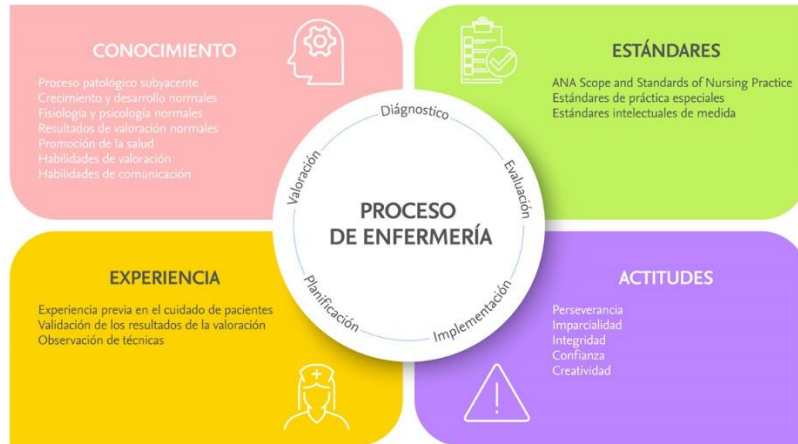 CONOCIMIENTO
Proceso patológico subyacente
Crecimiento y desarrollo normales
Fisiología y psicología normales
Resultados de valoración normales
Promoción de la salud
Habilidades de valoración
Habilidades de comunicación
ESTÁNDARES
ANA Scope and Standards of Nursing Practice
Estándares de práctica especiales
Estándares intelectuales de medida
PROCESO
DE ENFERMERÍA
Diágnostico
Evaluación
Implementación
Planificación
Valoración
EXPERIENCIA
Experiencia previa en el cuidado de pacientes
Validación de los resultados de la valoración
Observación de técnicas
ACTITUDES
Perseverancia
Imparcialidad
Integridad
Confianza
Creatividad